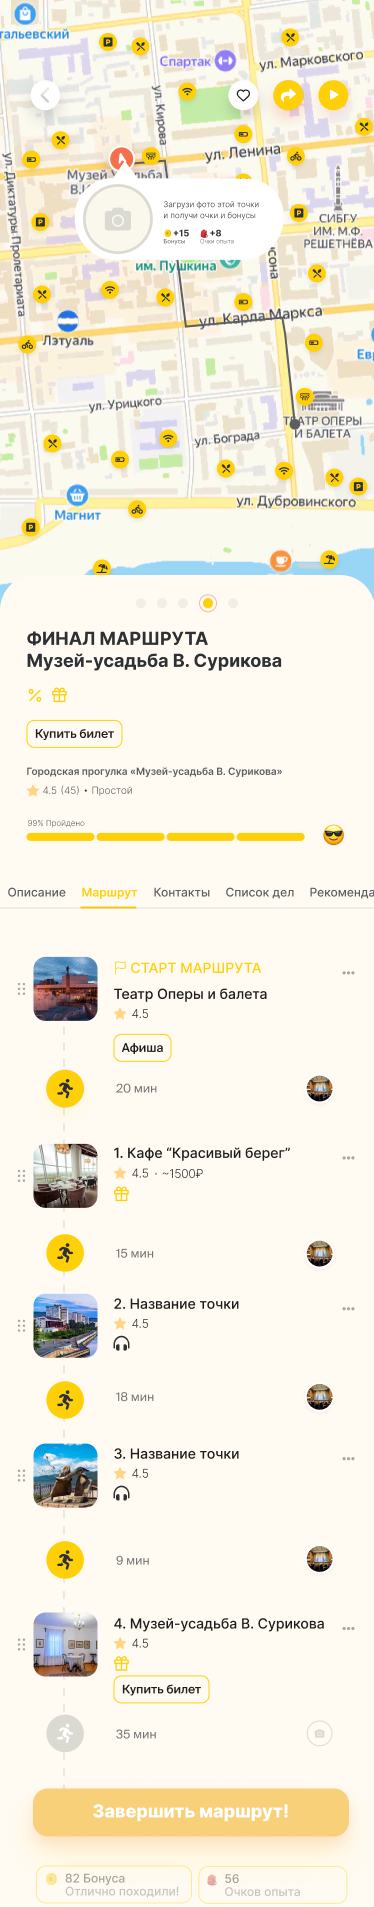 тальевский
Спартак
ул. Марковского
ул. Кирова
ул. Ленина
ул. Диктатуры Пролетариата
Загрузи фото этой точки
и получи очки и бонусы
+15
Бонусы
+8
Очки опыта
СИБГУ
ИМ. М.Ф.
РЕШЕТНЁВА
им. Пушкина
ул. Карла Маркса
Лэтуаль
Евр
ул. Урицкого
ул. Бограда
ТЕАТР ОПЕРЫ
И БАЛЕТА
ул. Дубровинского
Магнит
ФИНАЛ МАРШРУТА
Музей-усадьба В. Сурикова
Купить билет
Городская прогулка «Музей-усадьба В. Сурикова»
4.5 (45) • Простой
99% Пройдено
Описание Маршрут Контакты Список дел Рекоменда
СТАРТ МАРШРУТА
Театр Оперы и балета
4.5
Афиша
20 мин
1. Кафе “Красивый берег”
4.5 · ~1500₽
15 мин
2. Название точки
4.5
18 мин
3. Название точки
4.5
9 мин
4. Музей-усадьба В. Сурикова
4.5
Купить билет
35 мин
Завершить маршрут!
82 Бонуса
Отлично походили!
56
Очков опыта